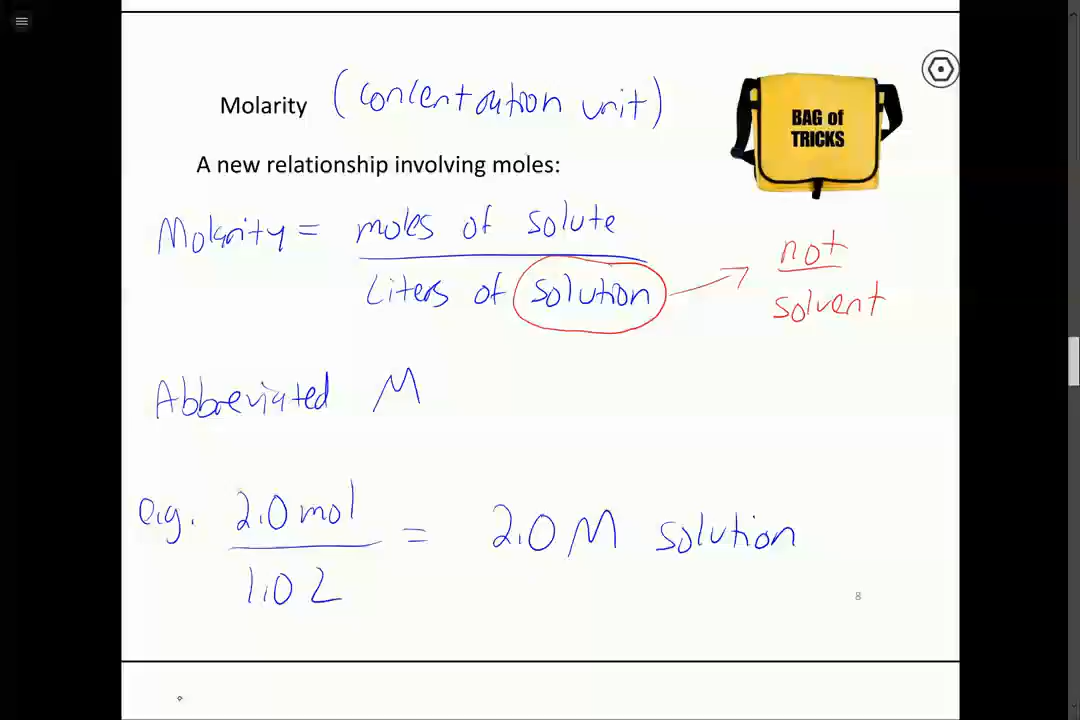 Molarity (concentration unit)
BAG of
TRICKS
A new relationship involving moles:
Molarity = moles of solute
Liters of solution
not
solvent
Abbreviated M
e.g. 2.0 mol
1.0 L
= 2.0 M solution
8